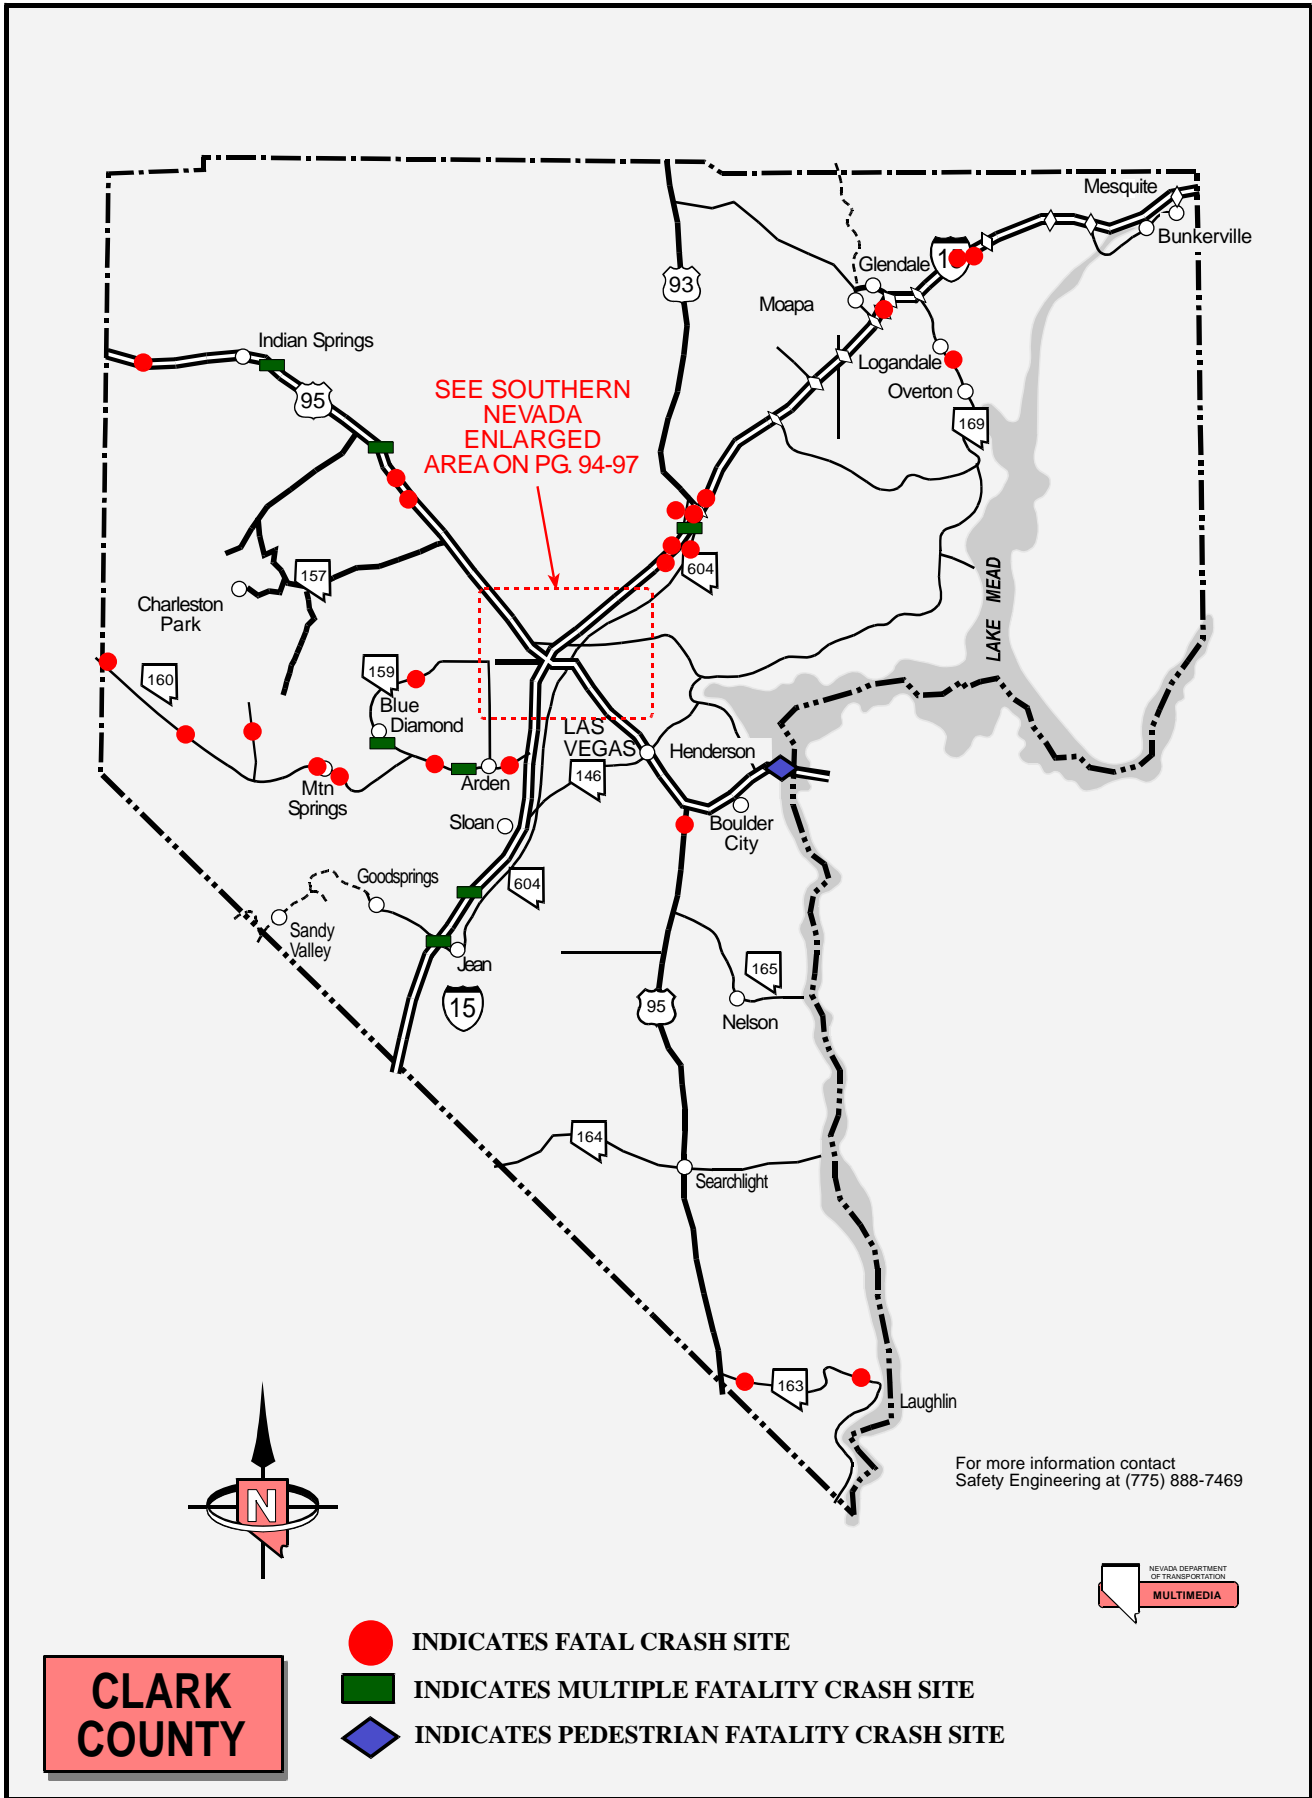 Mesquite
Bunkerville
Glendale
1
93
Moapa
Indian Springs
Logandale
95
SEE SOUTHERN
NEVADA
ENLARGED
AREA ON PG. 94-97
Overton
169
604
157
LAKE MEAD
Charleston
Park
160
159
Blue
Diamond
LAS
VEGAS
Henderson
146
Arden
Mtn
Springs
Sloan
Boulder
City
Goodsprings
604
Sandy
Valley
Jean
165
15
95
Nelson
164
Searchlight
163
Laughlin
For more information contact
Safety Engineering at (775) 888-7469
N
NEVADA DEPARTMENT
OF TRANSPORTATION
MULTIMEDIA
INDICATES FATAL CRASH SITE
INDICATES MULTIPLE FATALITY CRASH SITE
INDICATES PEDESTRIAN FATALITY CRASH SITE
CLARK
COUNTY